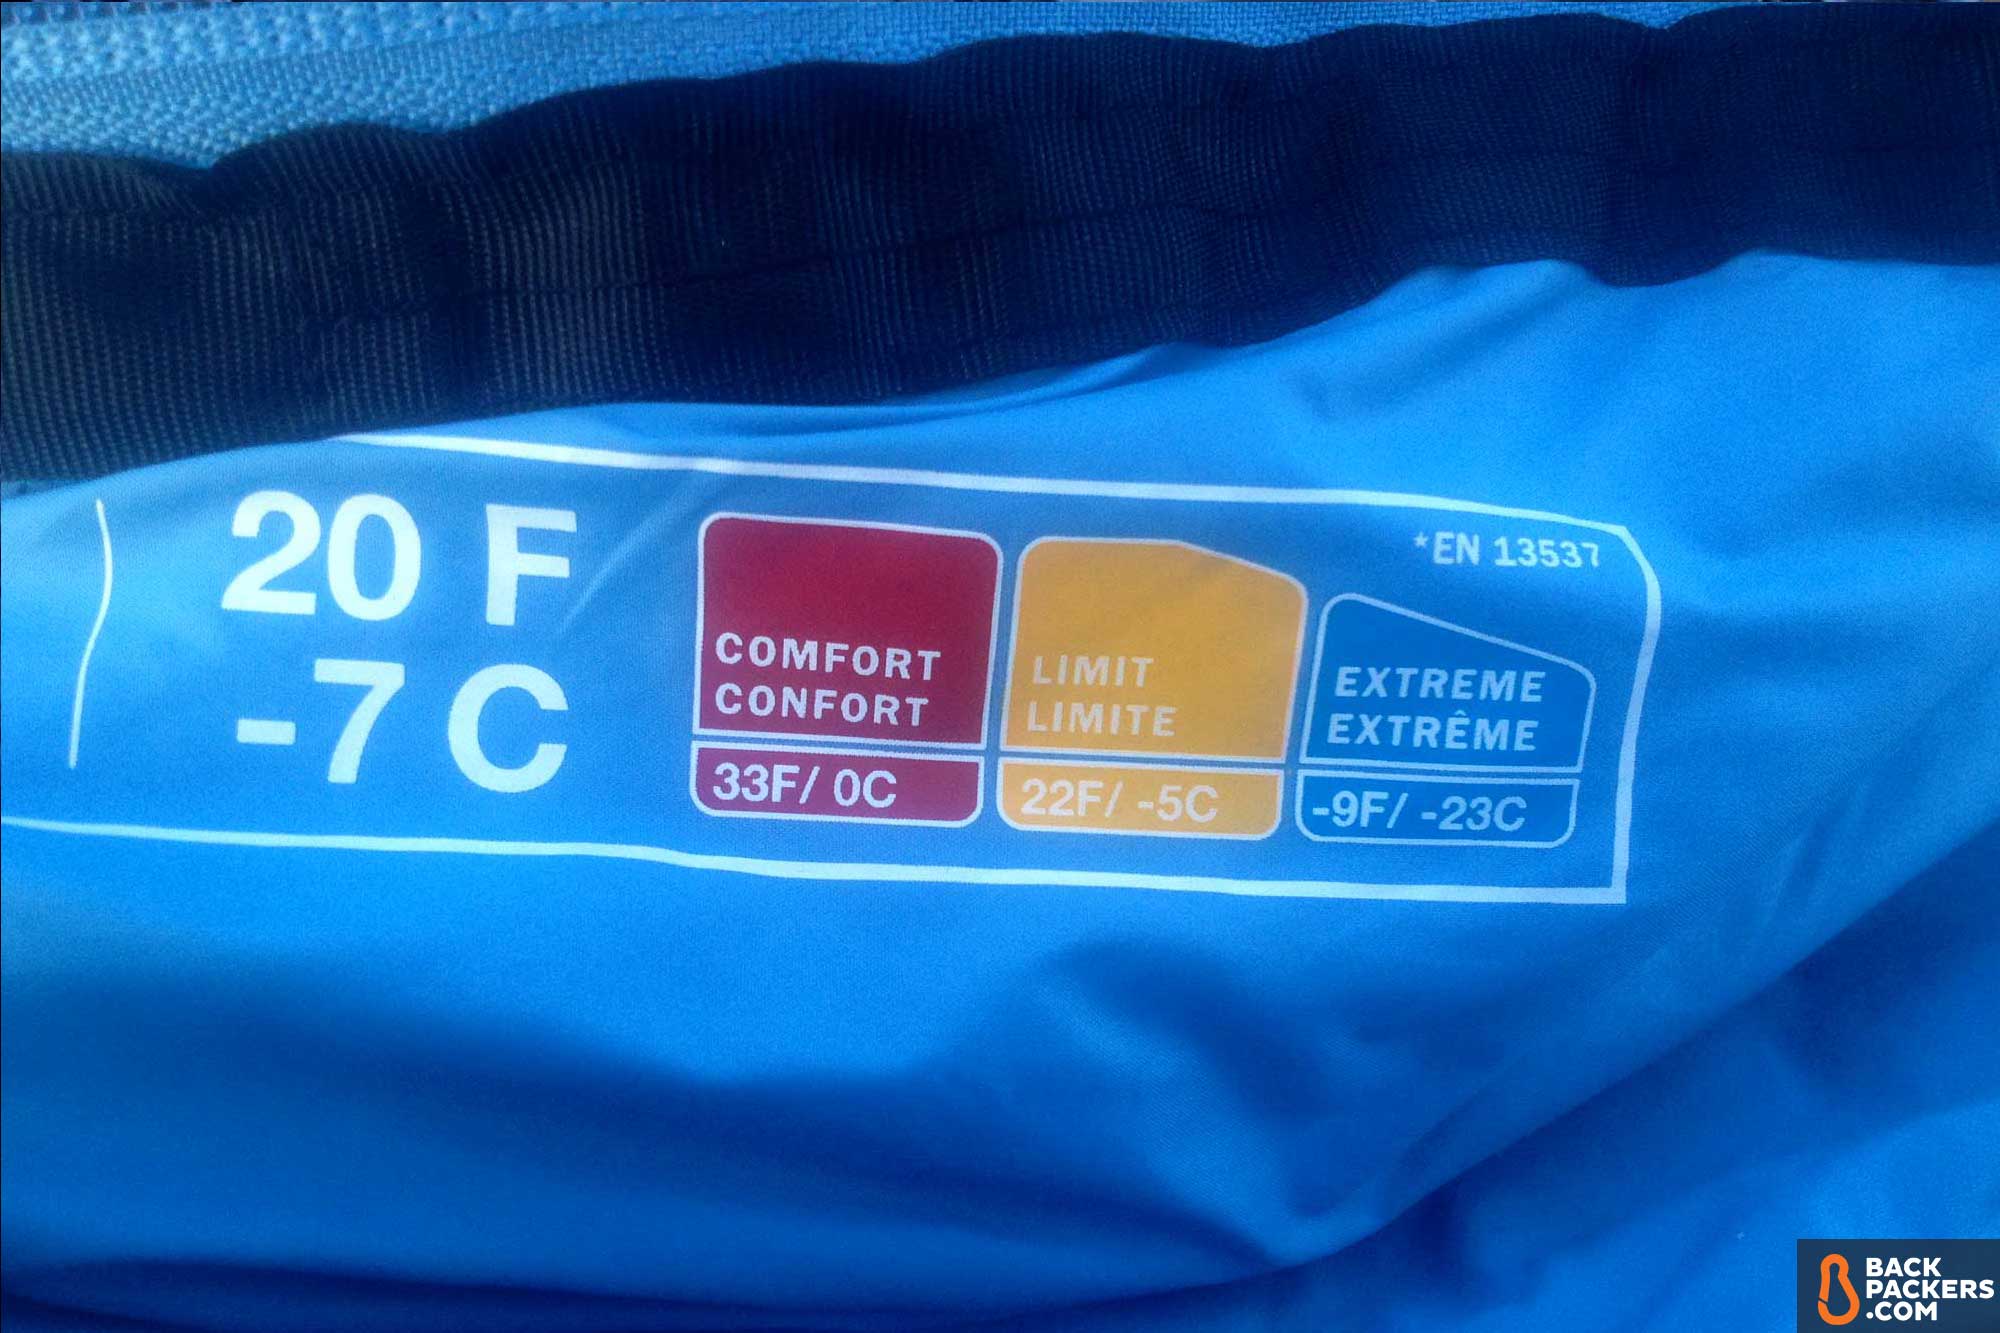 20 F
-7 C
COMFORT
CONFORT
33F/ 0C
LIMIT
LIMITE
22F/ -5C
*EN 13537
EXTREME
EXTRÊME
-9F/ -23C
BACK
PACKERS
.COM